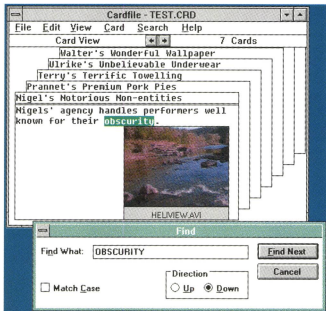 Cardfile - TEST.CRD
File Edit View Card Search Help
Card View 7 Cards
Walter's Wonderful Wallpaper
Ulrike's Unbelievable Underwear
Terry's Terrific Towelling
Prannet's Premium Pork Pies
Nigel's Notorious Non-entities
Nigels' agency handles performers well
known for their obscurity.
HELIVIEW.AVI
Find
Find What: OBSCURITY
Find Next
Direction
Cancel
Match Case
Up Down